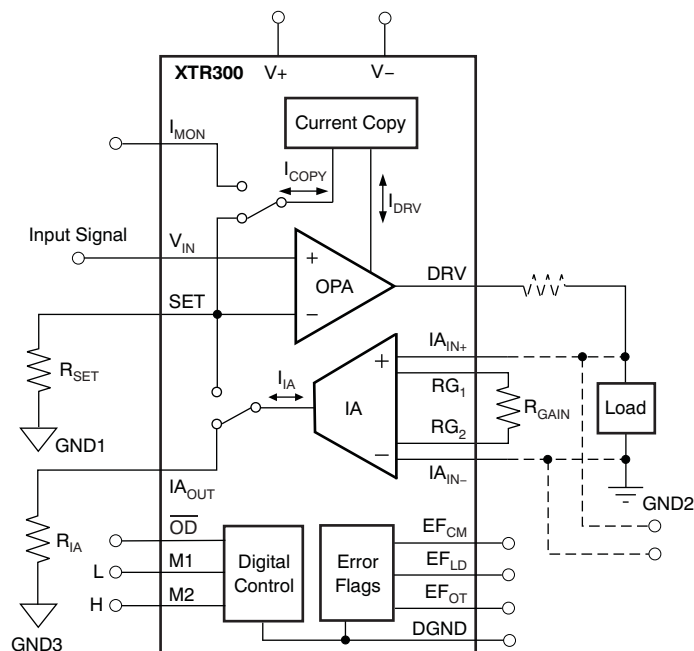 XTR300
V+
V−
I_MON
Current Copy
I_COPY
I_DRV
Input Signal
V_IN
+
OPA
−
DRV
SET
R_SET
GND1
IA_IN+
+
RG_1
I_IA
IA
R_GAIN
Load
RG_2
−
IA_IN−
GND2
IA_OUT
R_IA
GND3
O̅D̅
L
M1
H
M2
Digital
Control
Error
Flags
EF_CM
EF_LD
EF_OT
DGND